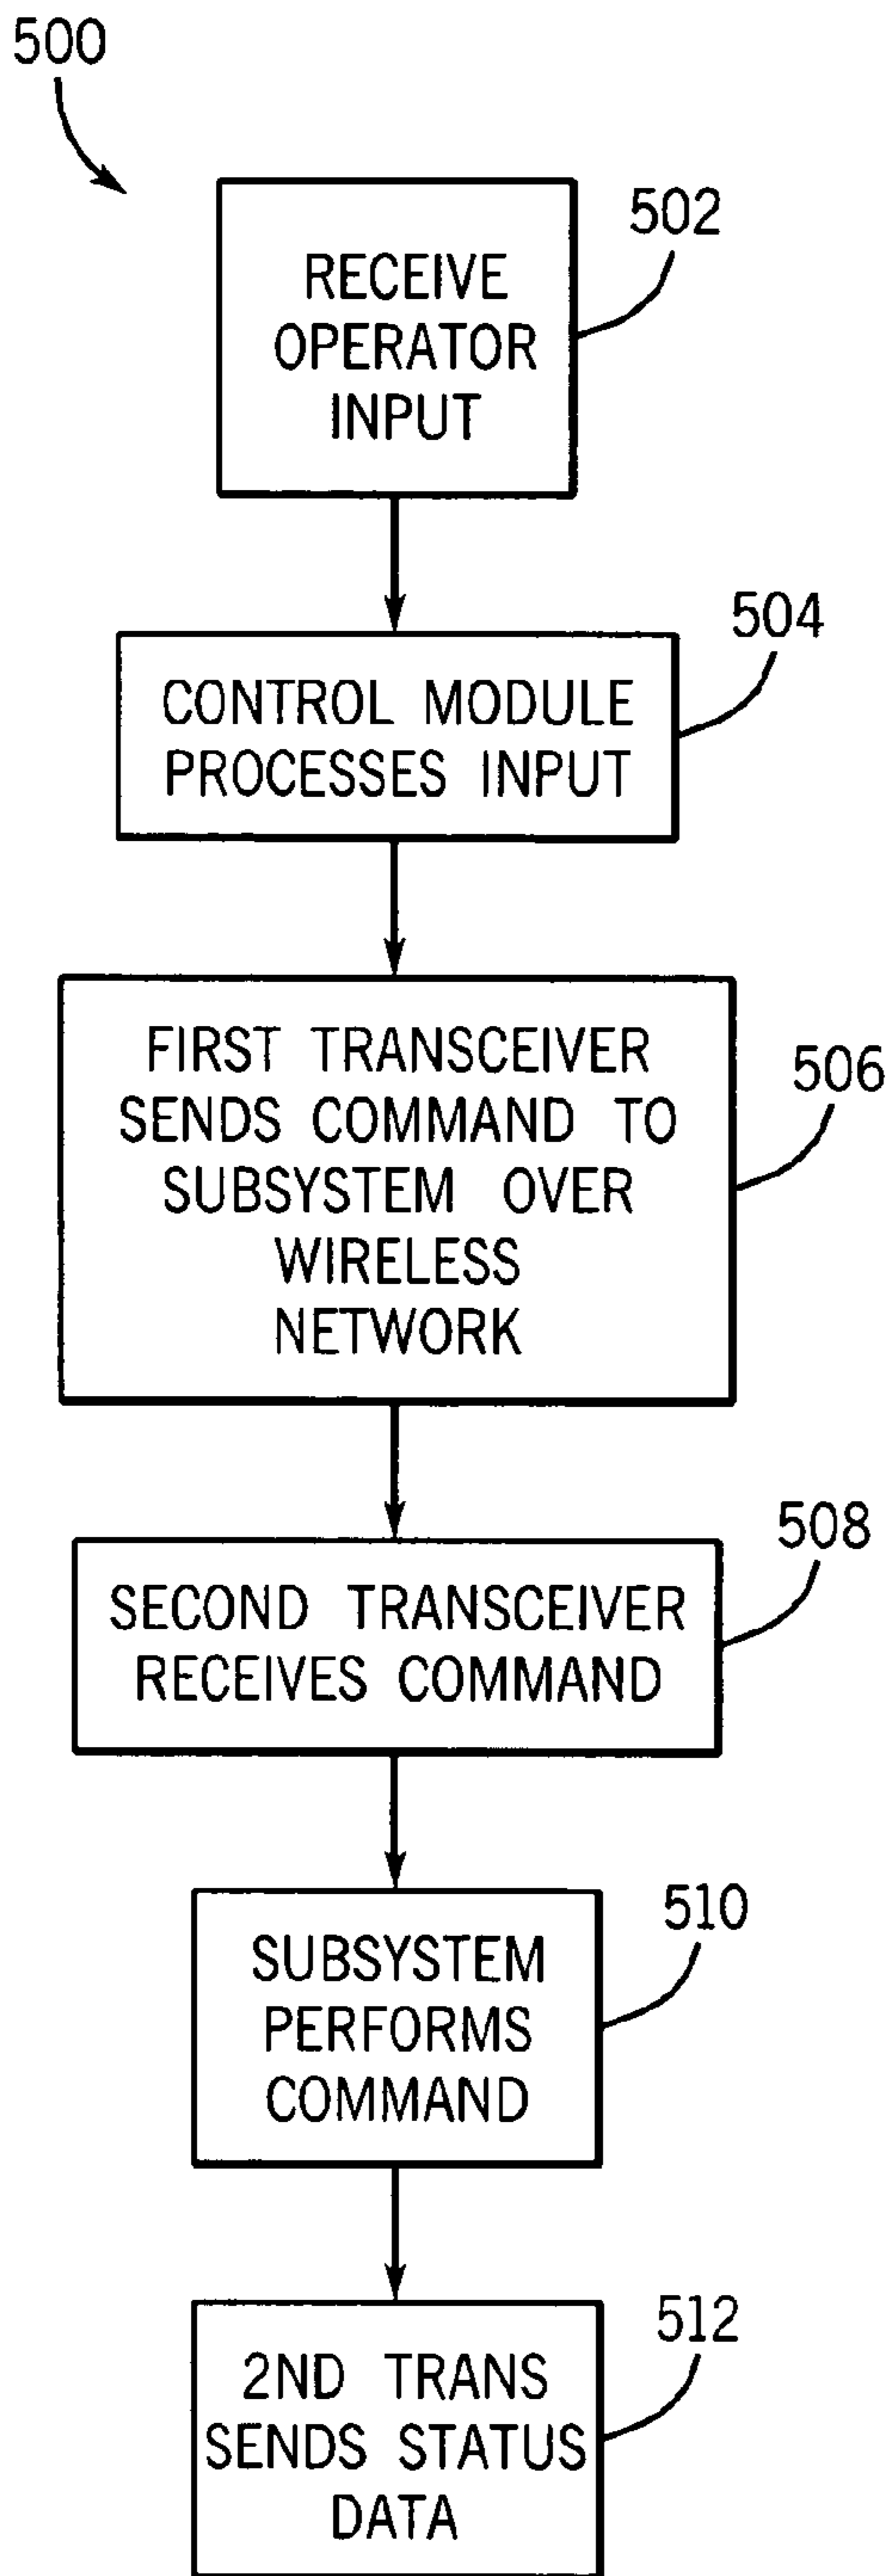 500
502
RECEIVE
OPERATOR
INPUT
504
CONTROL MODULE
PROCESSES INPUT
506
FIRST TRANSCEIVER
SENDS COMMAND TO
SUBSYSTEM OVER
WIRELESS
NETWORK
508
SECOND TRANSCEIVER
RECEIVES COMMAND
510
SUBSYSTEM
PERFORMS
COMMAND
512
2ND TRANS
SENDS STATUS
DATA